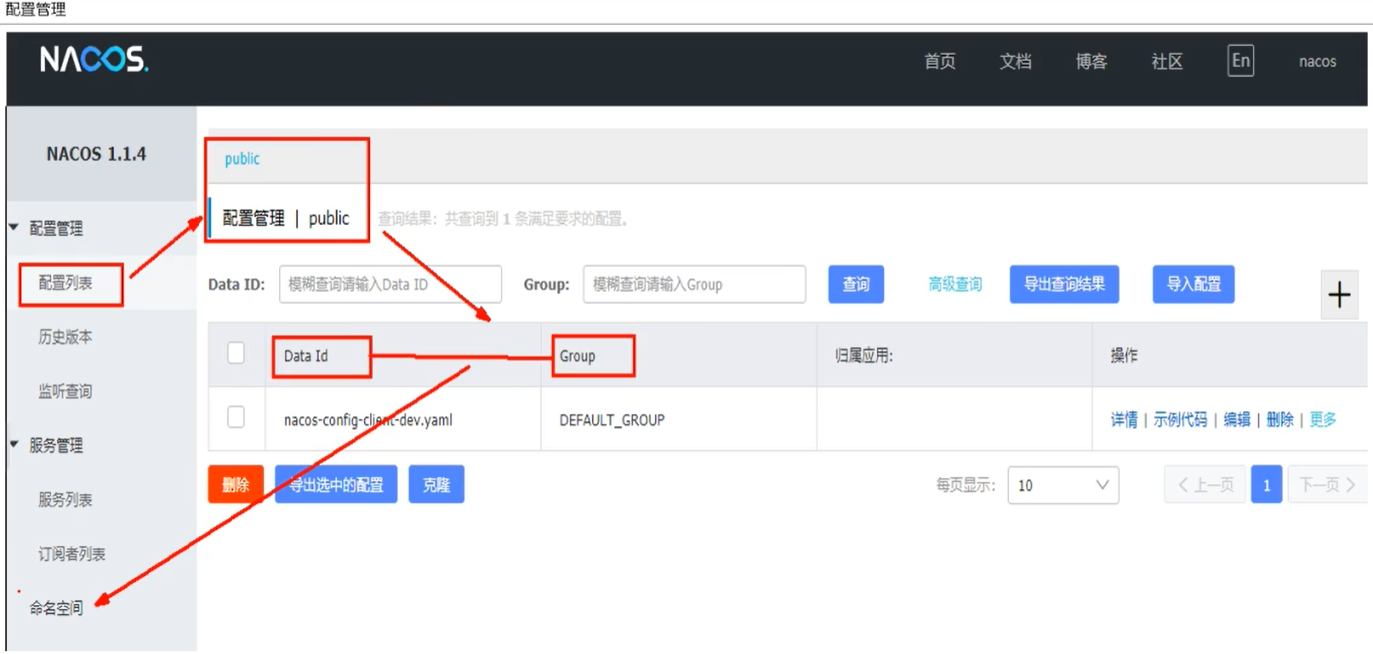 配置管理
NACOS.
首页 文档 博客 社区 En nacos
NACOS 1.1.4
public
配置管理 | public 查询结果：共查询到 1 条满足要求的配置。
配置管理
配置列表
历史版本
监听查询
服务管理
服务列表
订阅者列表
命名空间
Data ID: 模糊查询请输入Data ID Group: 模糊查询请输入Group 查询 高级查询 导出查询结果 导入配置 +
Data Id Group 归属应用: 操作
nacos-config-client-dev.yaml DEFAULT_GROUP 详情 | 示例代码 | 编辑 | 删除 | 更多
删除 导出选中的配置 克隆 每页显示: 10 上一页 1 下一页